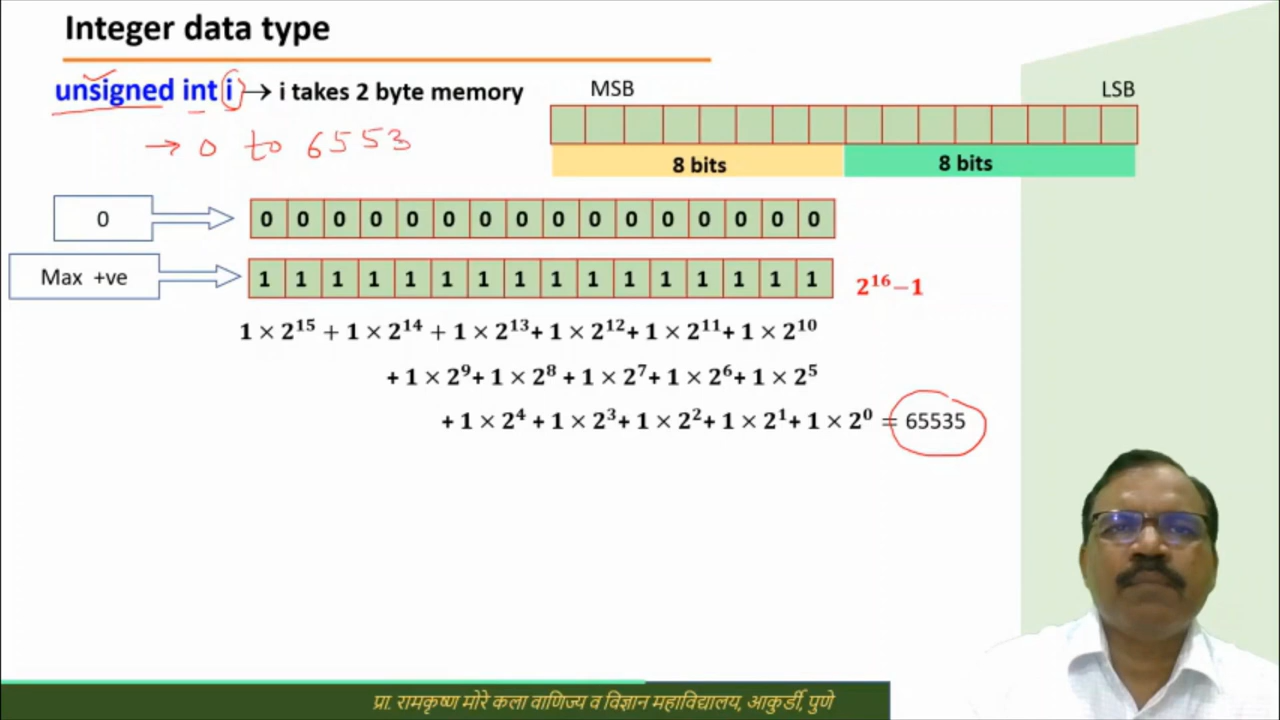 Integer data type
unsigned int i → i takes 2 byte memory
MSB LSB
→ 0 to 6553
8 bits 8 bits
0 0 0 0 0 0 0 0 0 0 0 0 0 0 0 0 0
Max +ve 1 1 1 1 1 1 1 1 1 1 1 1 1 1 1 1 2¹⁶−1
1 × 2¹⁵ + 1 × 2¹⁴ + 1 × 2¹³+ 1 × 2¹²+ 1 × 2¹¹+ 1 × 2¹⁰
+ 1 × 2⁹+ 1 × 2⁸ + 1 × 2⁷+ 1 × 2⁶+ 1 × 2⁵
+ 1 × 2⁴ + 1 × 2³+ 1 × 2²+ 1 × 2¹+ 1 × 2⁰ = 65535
प्रा. रामकृष्ण मोरे कला वाणिज्य व विज्ञान महाविद्यालय, आकुर्डी, पुणे